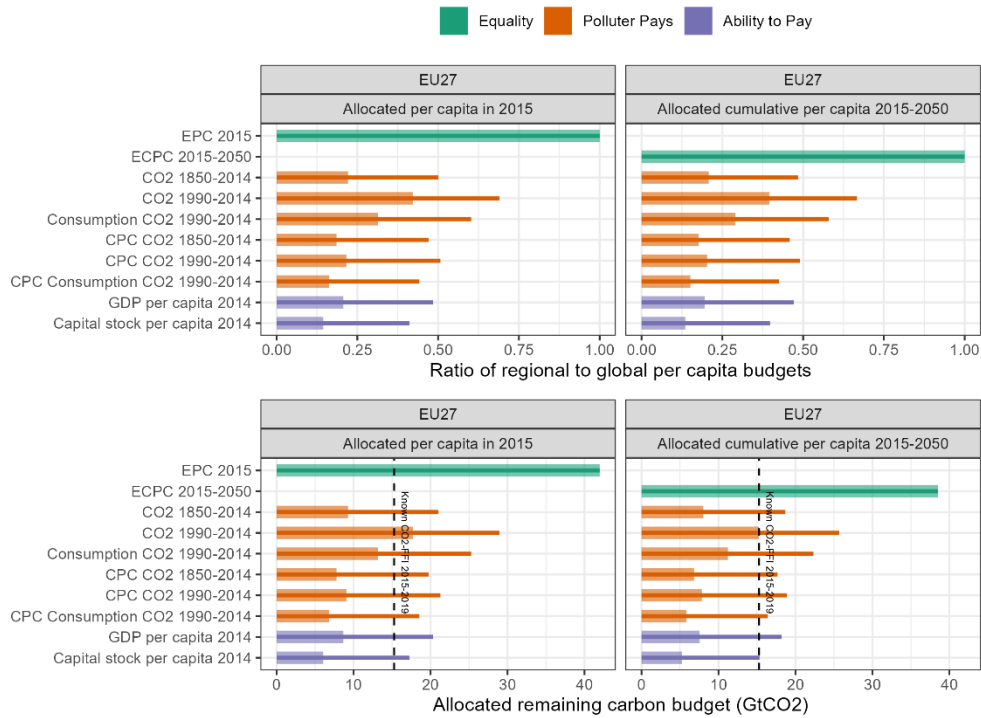 Equality Polluter Pays Ability to Pay
EU27 EU27
Allocated per capita in 2015 Allocated cumulative per capita 2015-2050
EPC 2015
ECPC 2015-2050
CO2 1850-2014
CO2 1990-2014
Consumption CO2 1990-2014
CPC CO2 1850-2014
CPC CO2 1990-2014
CPC Consumption CO2 1990-2014
GDP per capita 2014
Capital stock per capita 2014
0.00 0.25 0.50 0.75 1.00 0.00 0.25 0.50 0.75 1.00
Ratio of regional to global per capita budgets
EU27 EU27
Allocated per capita in 2015 Allocated cumulative per capita 2015-2050
EPC 2015
ECPC 2015-2050
CO2 1850-2014
CO2 1990-2014
Consumption CO2 1990-2014
CPC CO2 1850-2014
CPC CO2 1990-2014
CPC Consumption CO2 1990-2014
GDP per capita 2014
Capital stock per capita 2014
Known CO2-FFI 2015-2019
Known CO2-FFI 2015-2019
0 10 20 30 40 0 10 20 30 40
Allocated remaining carbon budget (GtCO2)